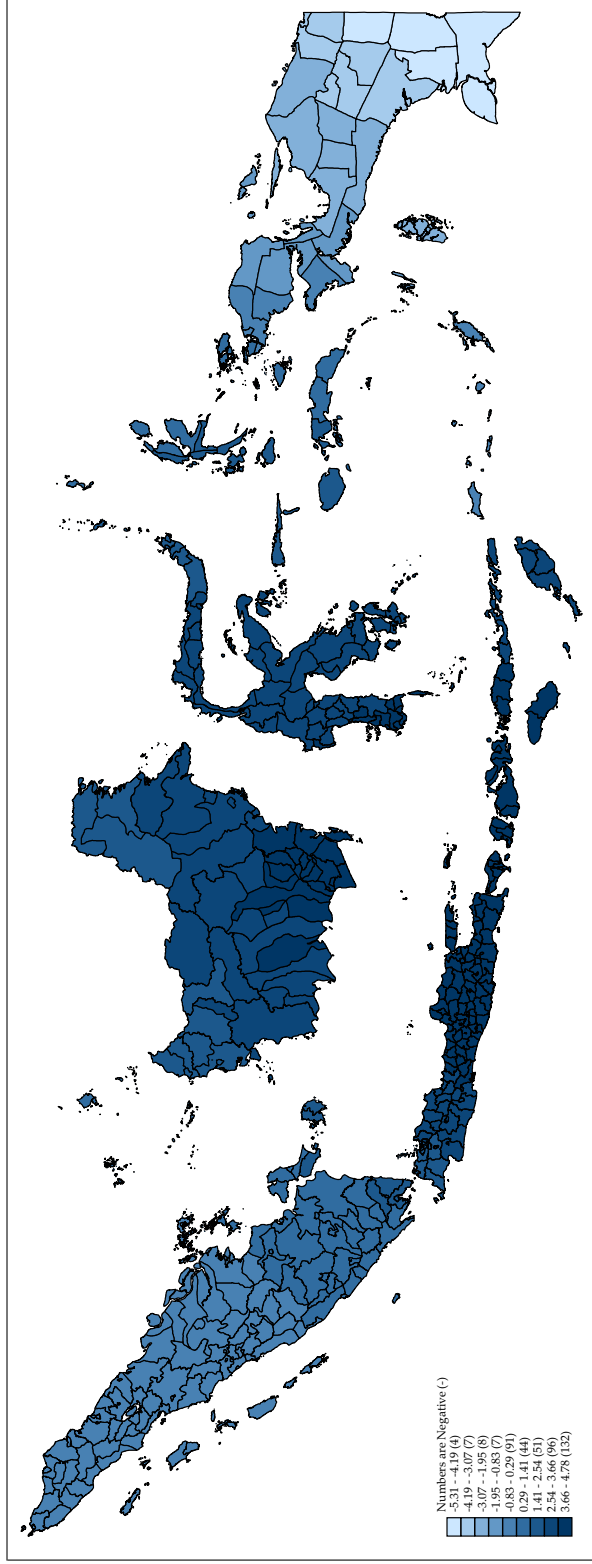 Numbers are Negative (-)
-5.31 - -4.19 (4)
-4.19 - -3.07 (7)
-3.07 - -1.95 (8)
-1.95 - -0.83 (7)
-0.83 - 0.29 (91)
0.29 - 1.41 (44)
1.41 - 2.54 (51)
2.54 - 3.66 (96)
3.66 - 4.78 (132)